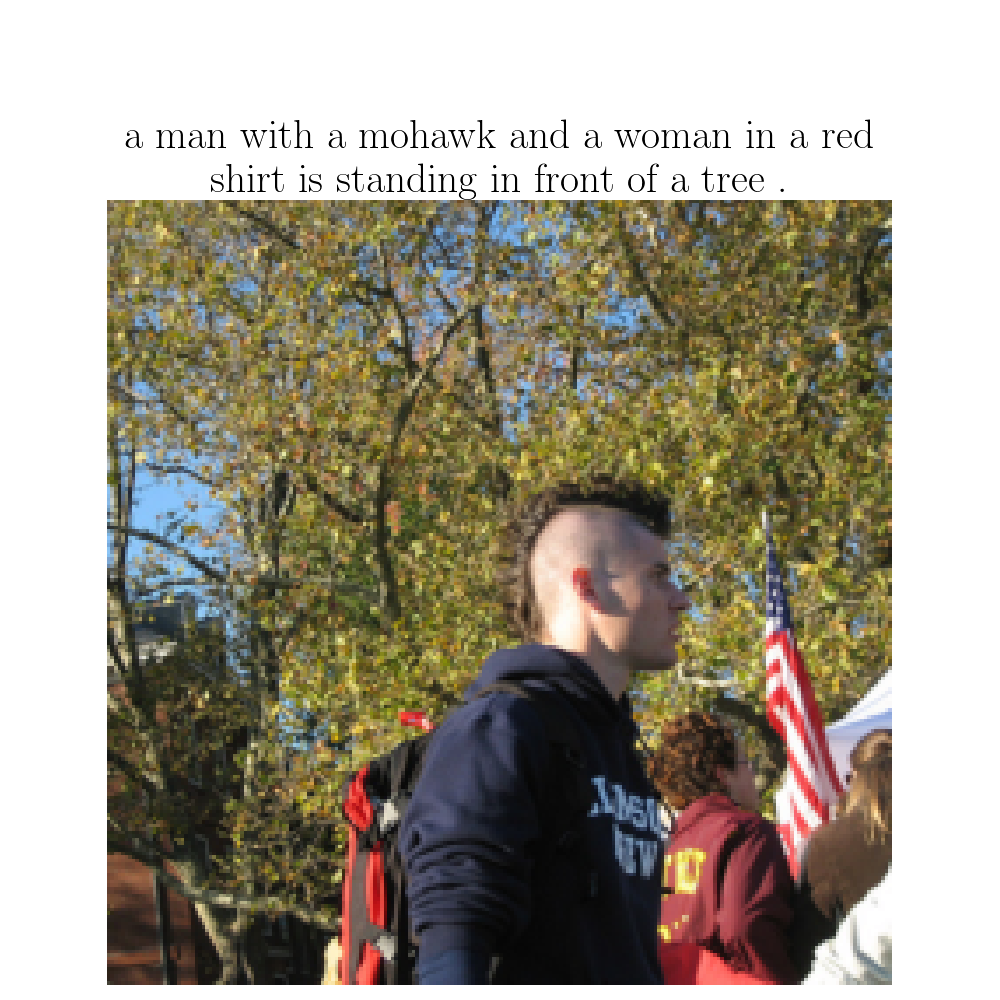 a man with a mohawk and a woman in a red
shirt is standing in front of a tree .